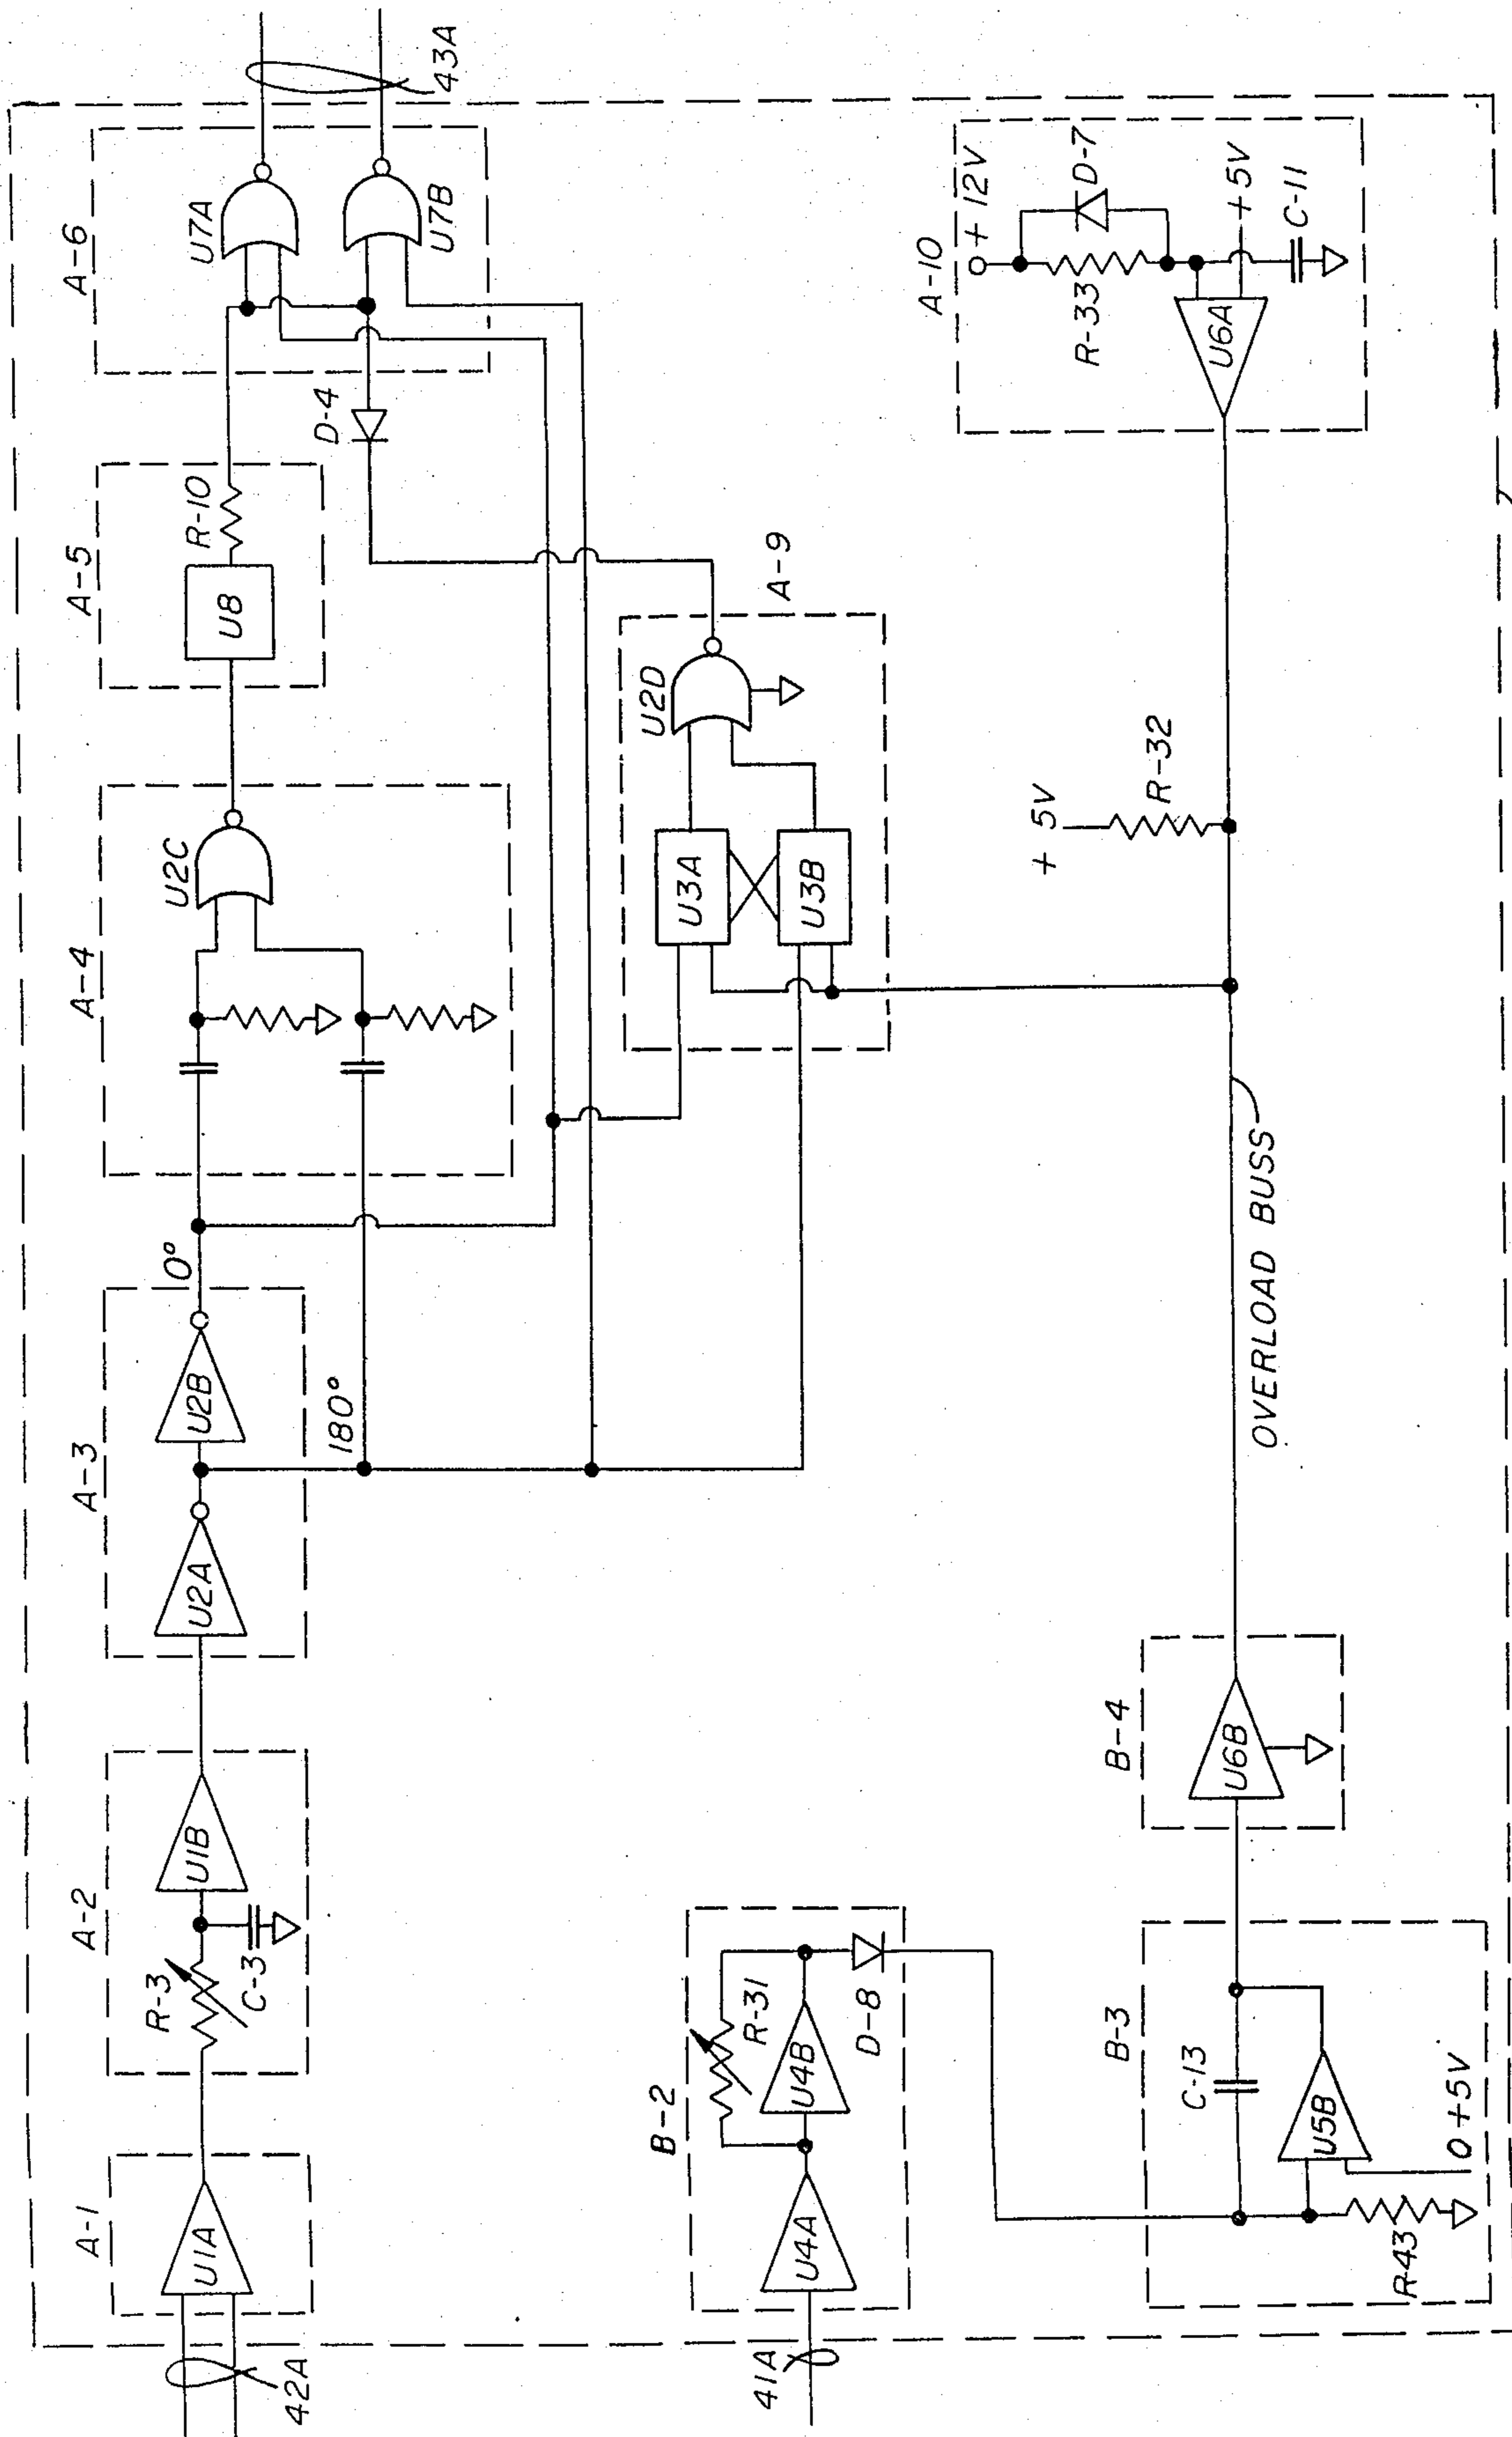 42A
A-1
U1A
A-2
R-3
C-3
U1B
A-3
U2A
U2B
0°
180°
A-4
U2C
A-5
U8
R-10
A-6
U7A
U7B
43A
D-4
A-9
U3A
U3B
U2D
41A
B-2
U4A
R-31
U4B
D-8
B-3
C-13
U5B
R-43
0+5V
B-4
U6B
OVERLOAD BUSS
+5V
R-32
A-10
+12V
R-33
D-7
U6A
+5V
C-11